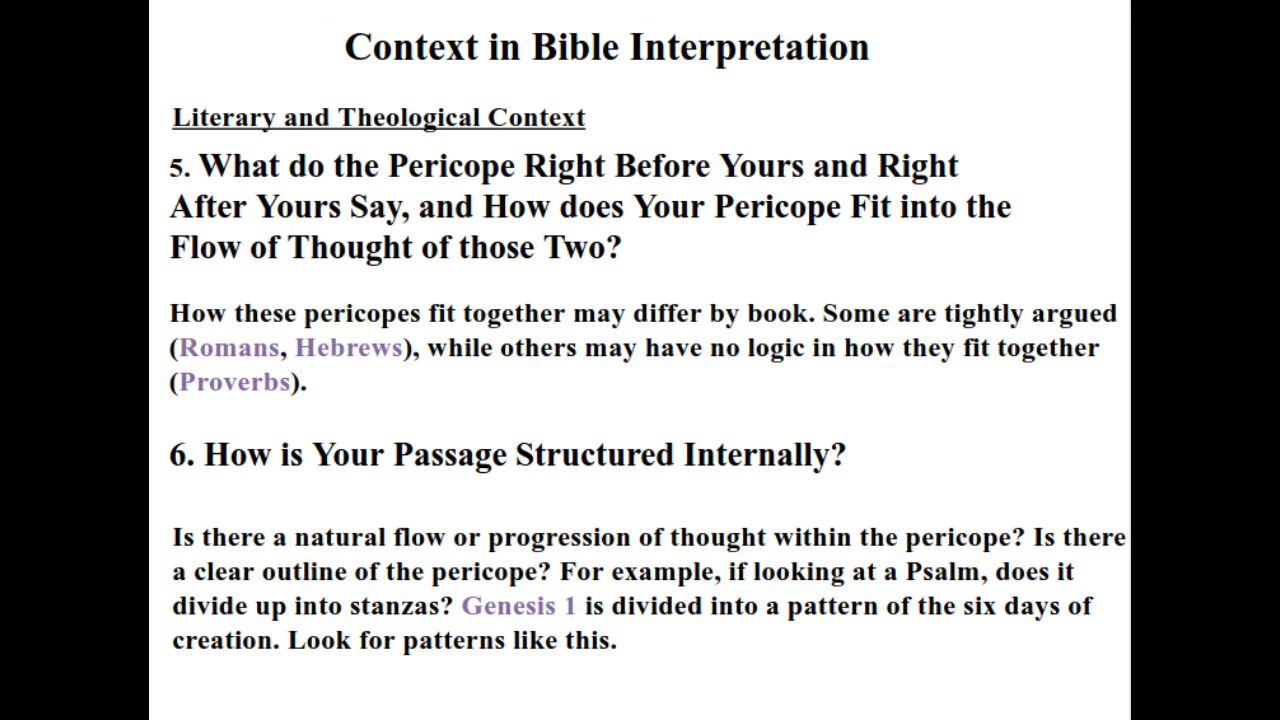 Context in Bible Interpretation
Literary and Theological Context
5. What do the Pericope Right Before Yours and Right
After Yours Say, and How does Your Pericope Fit into the
Flow of Thought of those Two?
How these pericopes fit together may differ by book. Some are tightly argued
(Romans, Hebrews), while others may have no logic in how they fit together
(Proverbs).
6. How is Your Passage Structured Internally?
Is there a natural flow or progression of thought within the pericope? Is there
a clear outline of the pericope? For example, if looking at a Psalm, does it
divide up into stanzas? Genesis 1 is divided into a pattern of the six days of
creation. Look for patterns like this.